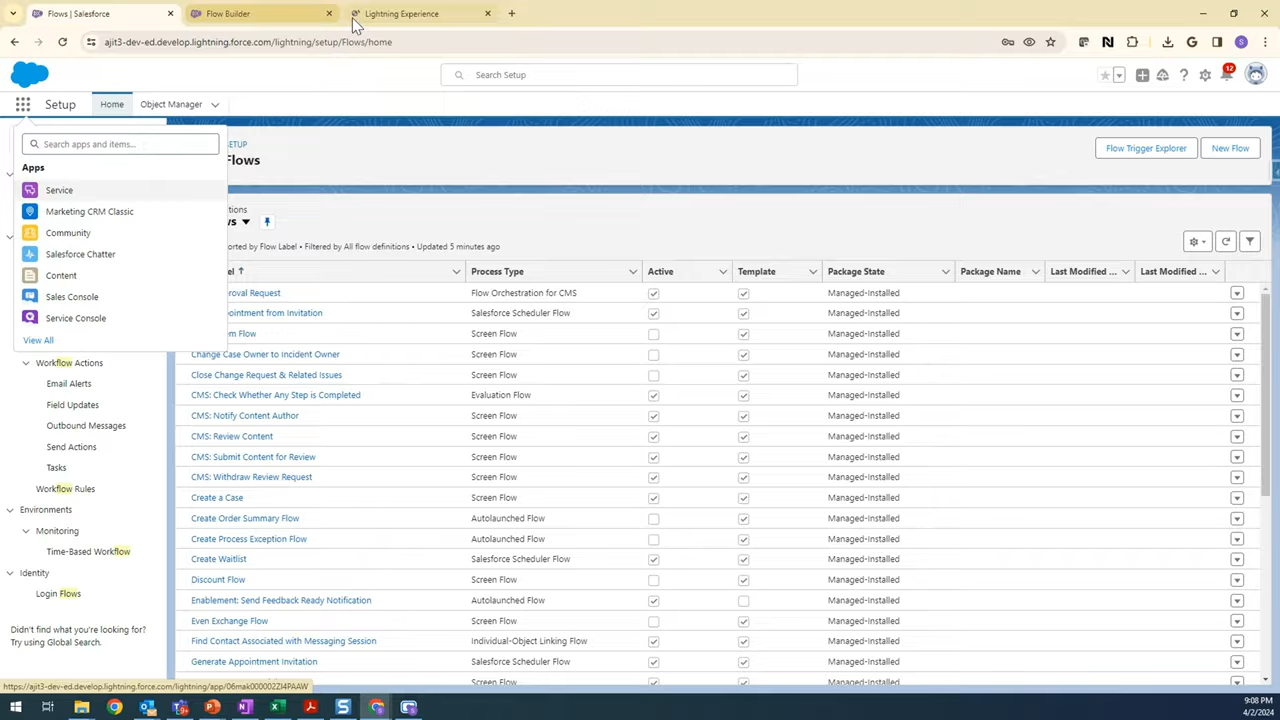 Flows | Salesforce
Flow Builder
Lightning Experience
ajit3-dev-ed.develop.lightning.force.com/lightning/setup/Flows/home
S
Search Setup
12
Setup
Home
Object Manager
Search apps and items...
Apps
Service
Marketing CRM Classic
Community
Salesforce Chatter
Content
Sales Console
Service Console
View All
Workflow Actions
Email Alerts
Field Updates
Outbound Messages
Send Actions
Tasks
Workflow Rules
Environments
Monitoring
Time-Based Workflow
Identity
Login Flows
Didn't find what you're looking for?
Try using Global Search.
SETUP
Flows
Flow Trigger Explorer
New Flow
Updated 5 minutes ago
Filtered by All flow definitions •
by Flow Label •
Process Type
Active
Template
Package State
Package Name
Last Modified ...
Last Modified ...
roval Request Flow Orchestration for CMS Managed-Installed
ointment from Invitation Salesforce Scheduler Flow Managed-Installed
em Flow Screen Flow Managed-Installed
Change Case Owner to Incident Owner Screen Flow Managed-Installed
Close Change Request & Related Issues Screen Flow Managed-Installed
CMS: Check Whether Any Step is Completed Evaluation Flow Managed-Installed
CMS: Notify Content Author Screen Flow Managed-Installed
CMS: Review Content Screen Flow Managed-Installed
CMS: Submit Content for Review Screen Flow Managed-Installed
CMS: Withdraw Review Request Screen Flow Managed-Installed
Create a Case Screen Flow Managed-Installed
Create Order Summary Flow Autolaunched Flow Managed-Installed
Create Process Exception Flow Autolaunched Flow Managed-Installed
Create Waitlist Salesforce Scheduler Flow Managed-Installed
Discount Flow Screen Flow Managed-Installed
Enablement: Send Feedback Ready Notification Autolaunched Flow Managed-Installed
Even Exchange Flow Screen Flow Managed-Installed
Find Contact Associated with Messaging Session Individual-Object Linking Flow Managed-Installed
Generate Appointment Invitation Salesforce Scheduler Flow Managed-Installed
Screen Flow Managed-Installed
https://ajit3-dev-ed.develop.lightning.force.com/lightning/app/06mak000002ZI4PAAW
9:08 PM
4/2/2024